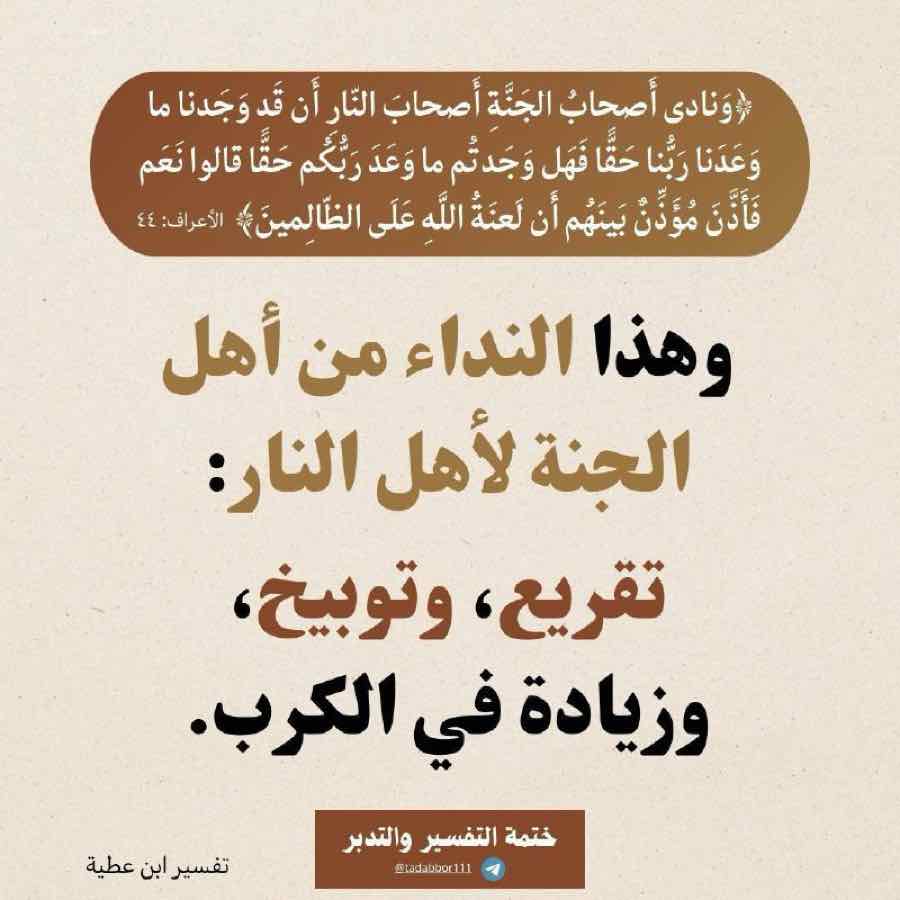 ﴿وَنادى أَصحابُ الجَنَّةِ أَصحابَ النّارِ أَن قَد وَجَدنا ما
وَعَدَنا رَبُّنا حَقًّا فَهَل وَجَدتُم ما وَعَدَ رَبُّكُم حَقًّا قالوا نَعَم
فَأَذَّنَ مُؤَذِّنٌ بَينَهُم أَن لَعنَةُ اللَّهِ عَلَى الظّالِمينَ﴾ الأعراف: ٤٤
وهذا النداء من أهل
الجنة لأهل النار:
تقريع، وتوبيخ،
وزيادة في الكرب.
ختمة التفسير والتدبر
@tadabbor111
تفسير ابن عطية